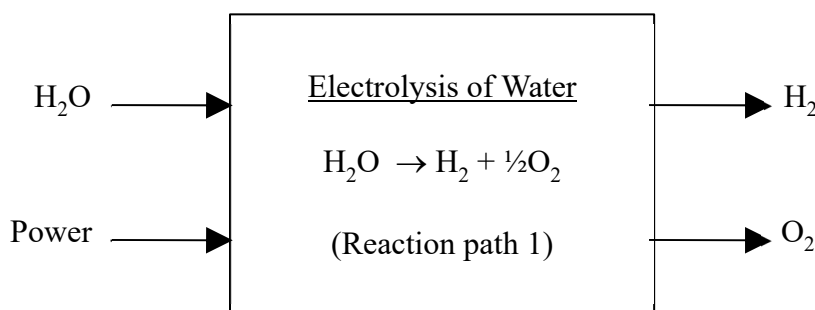 Electrolysis of Water
H₂O
H₂
H₂O → H₂ + ½O₂
Power
(Reaction path 1)
O₂